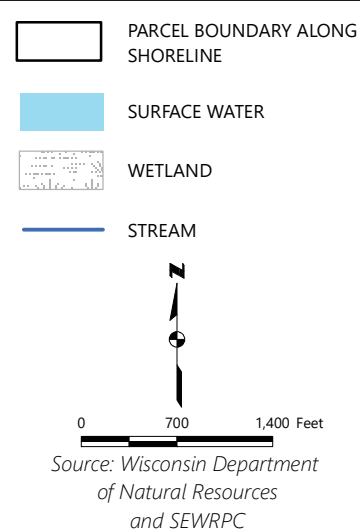 PARCEL BOUNDARY ALONG
SHORELINE
SURFACE WATER
WETLAND
STREAM
N
0 700 1,400 Feet
Source: Wisconsin Department
of Natural Resources
and SEWRPC